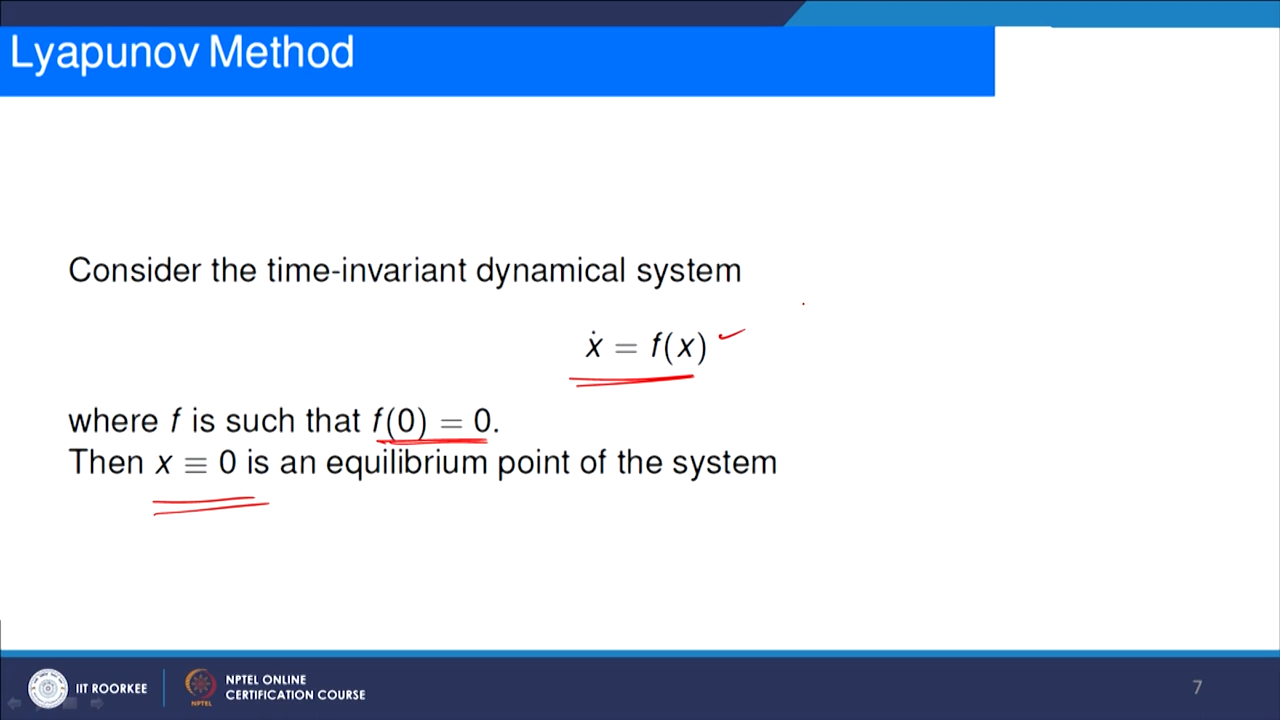 Lyapunov Method
Consider the time-invariant dynamical system
ẋ = f(x)
where f is such that f(0) = 0.
Then x ≡ 0 is an equilibrium point of the system
IIT ROORKEE
NPTEL
NPTEL ONLINE
CERTIFICATION COURSE
7